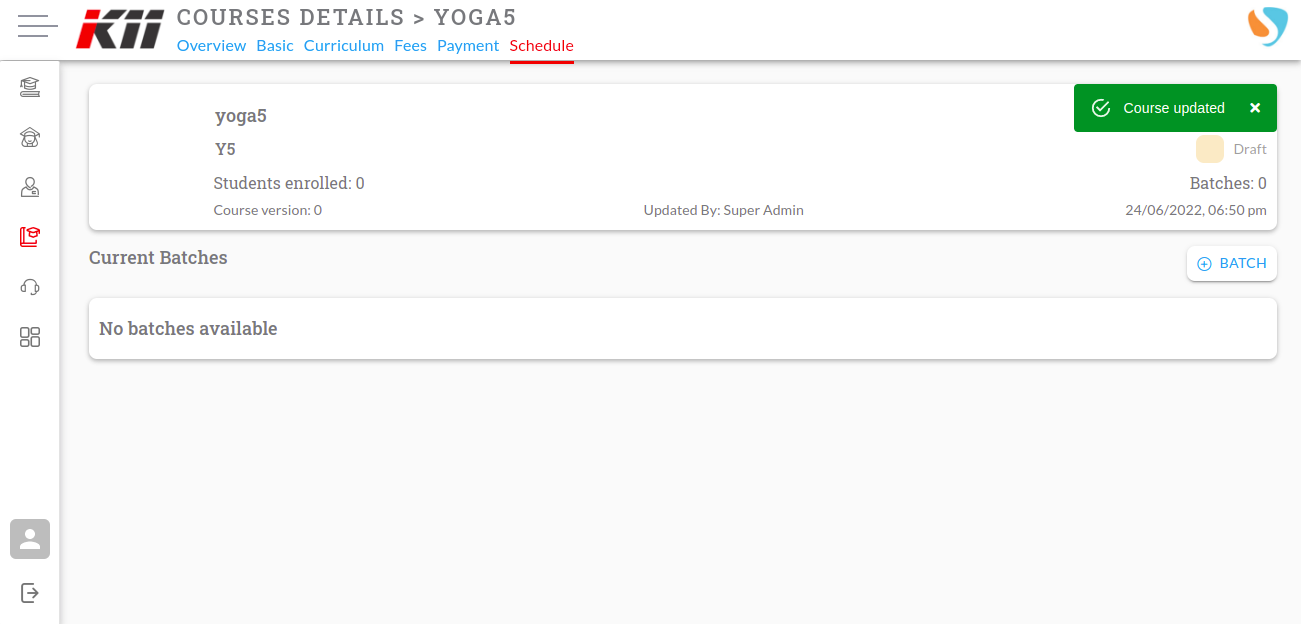 KII
COURSES DETAILS > YOGA5
Overview Basic Curriculum Fees Payment Schedule
Course updated ×
yoga5
Y5
Draft
Students enrolled: 0 Batches: 0
Course version: 0 Updated By: Super Admin 24/06/2022, 06:50 pm
Current Batches
BATCH
No batches available